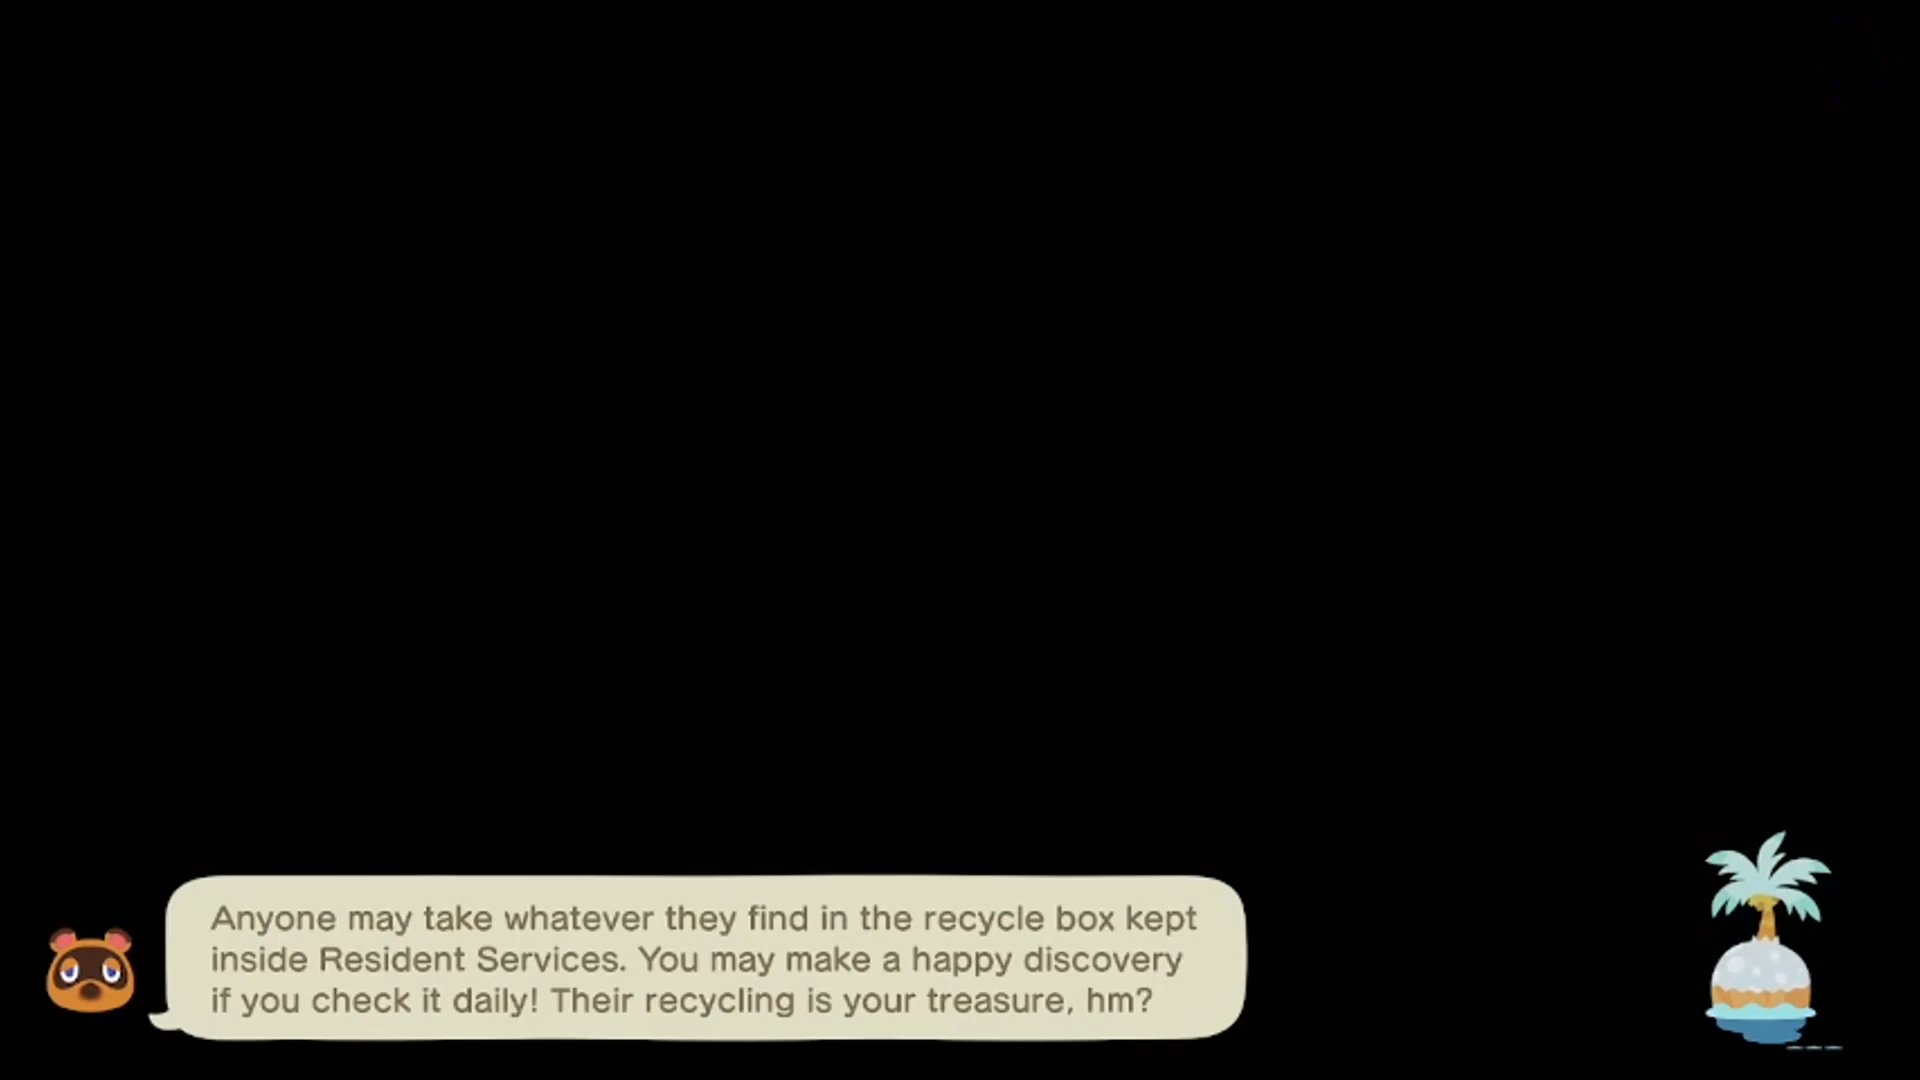 Anyone may take whatever they find in the recycle box kept
inside Resident Services. You may make a happy discovery
if you check it daily! Their recycling is your treasure, hm?